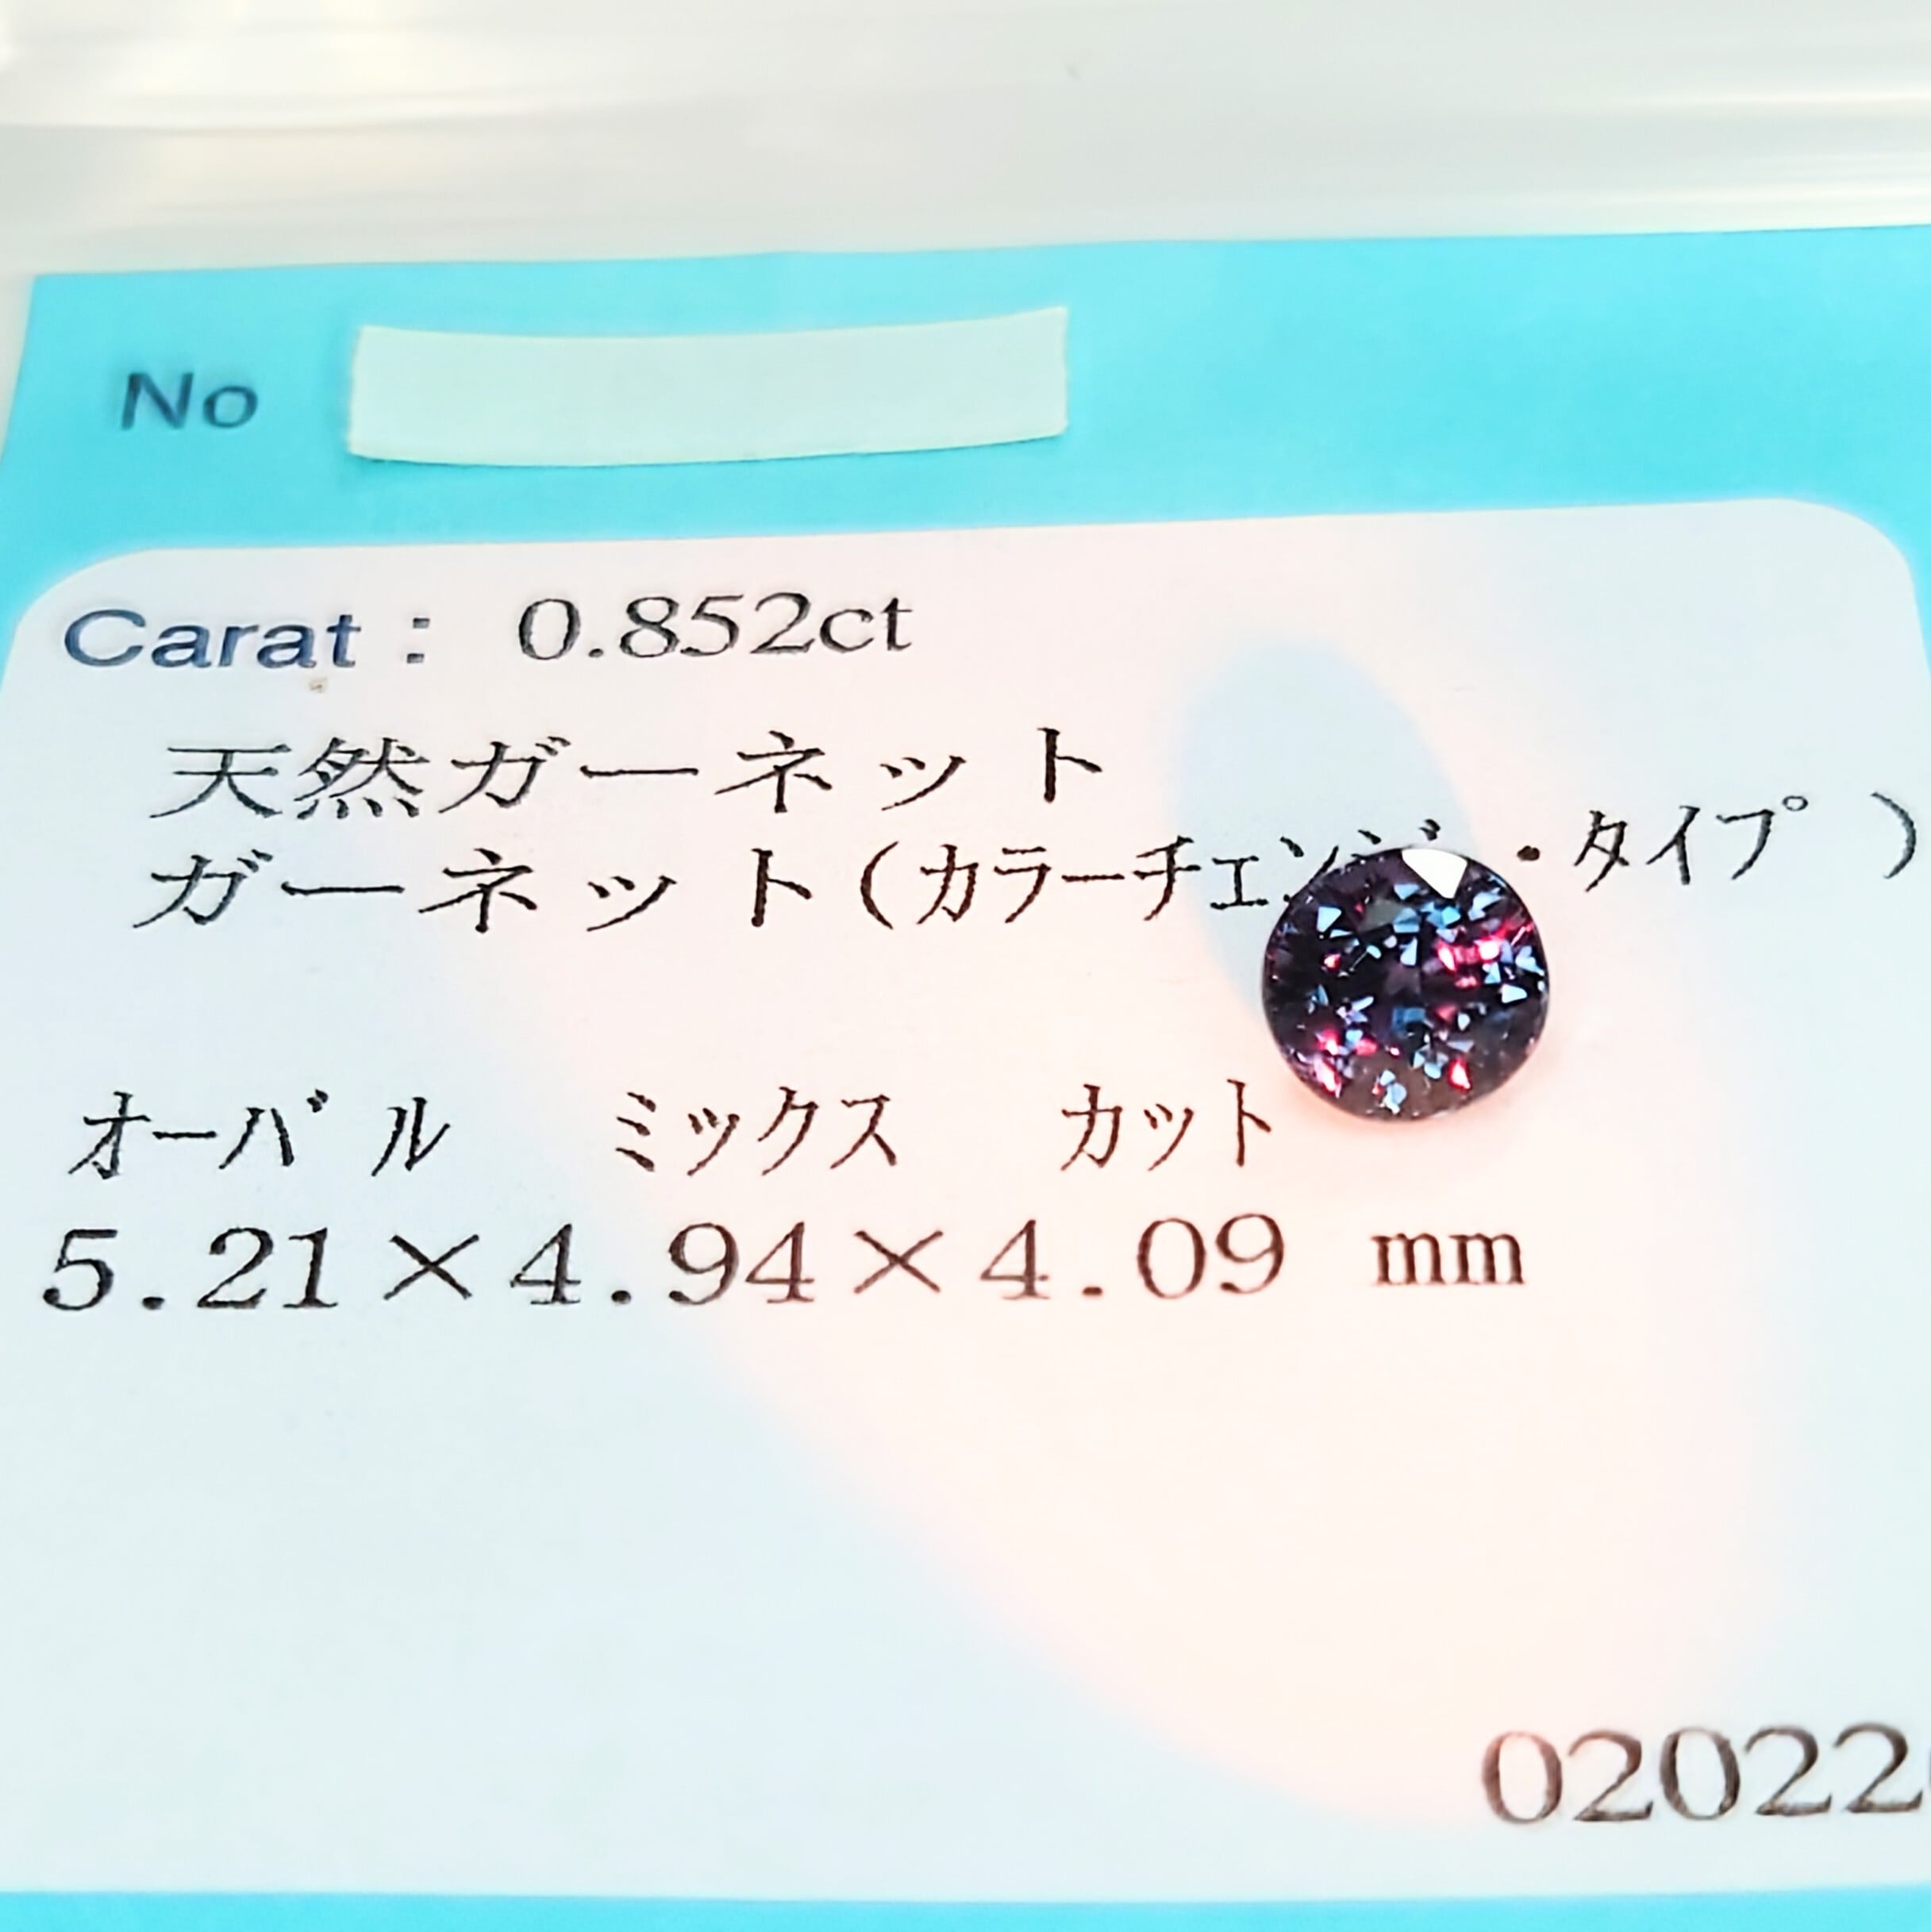 No
Carat : 0.852ct
天然ガーネット
ガーネット(カラーチェンジ・タイプ)
オーバル ミックス カット
5.21×4.94×4.09 mm
02022